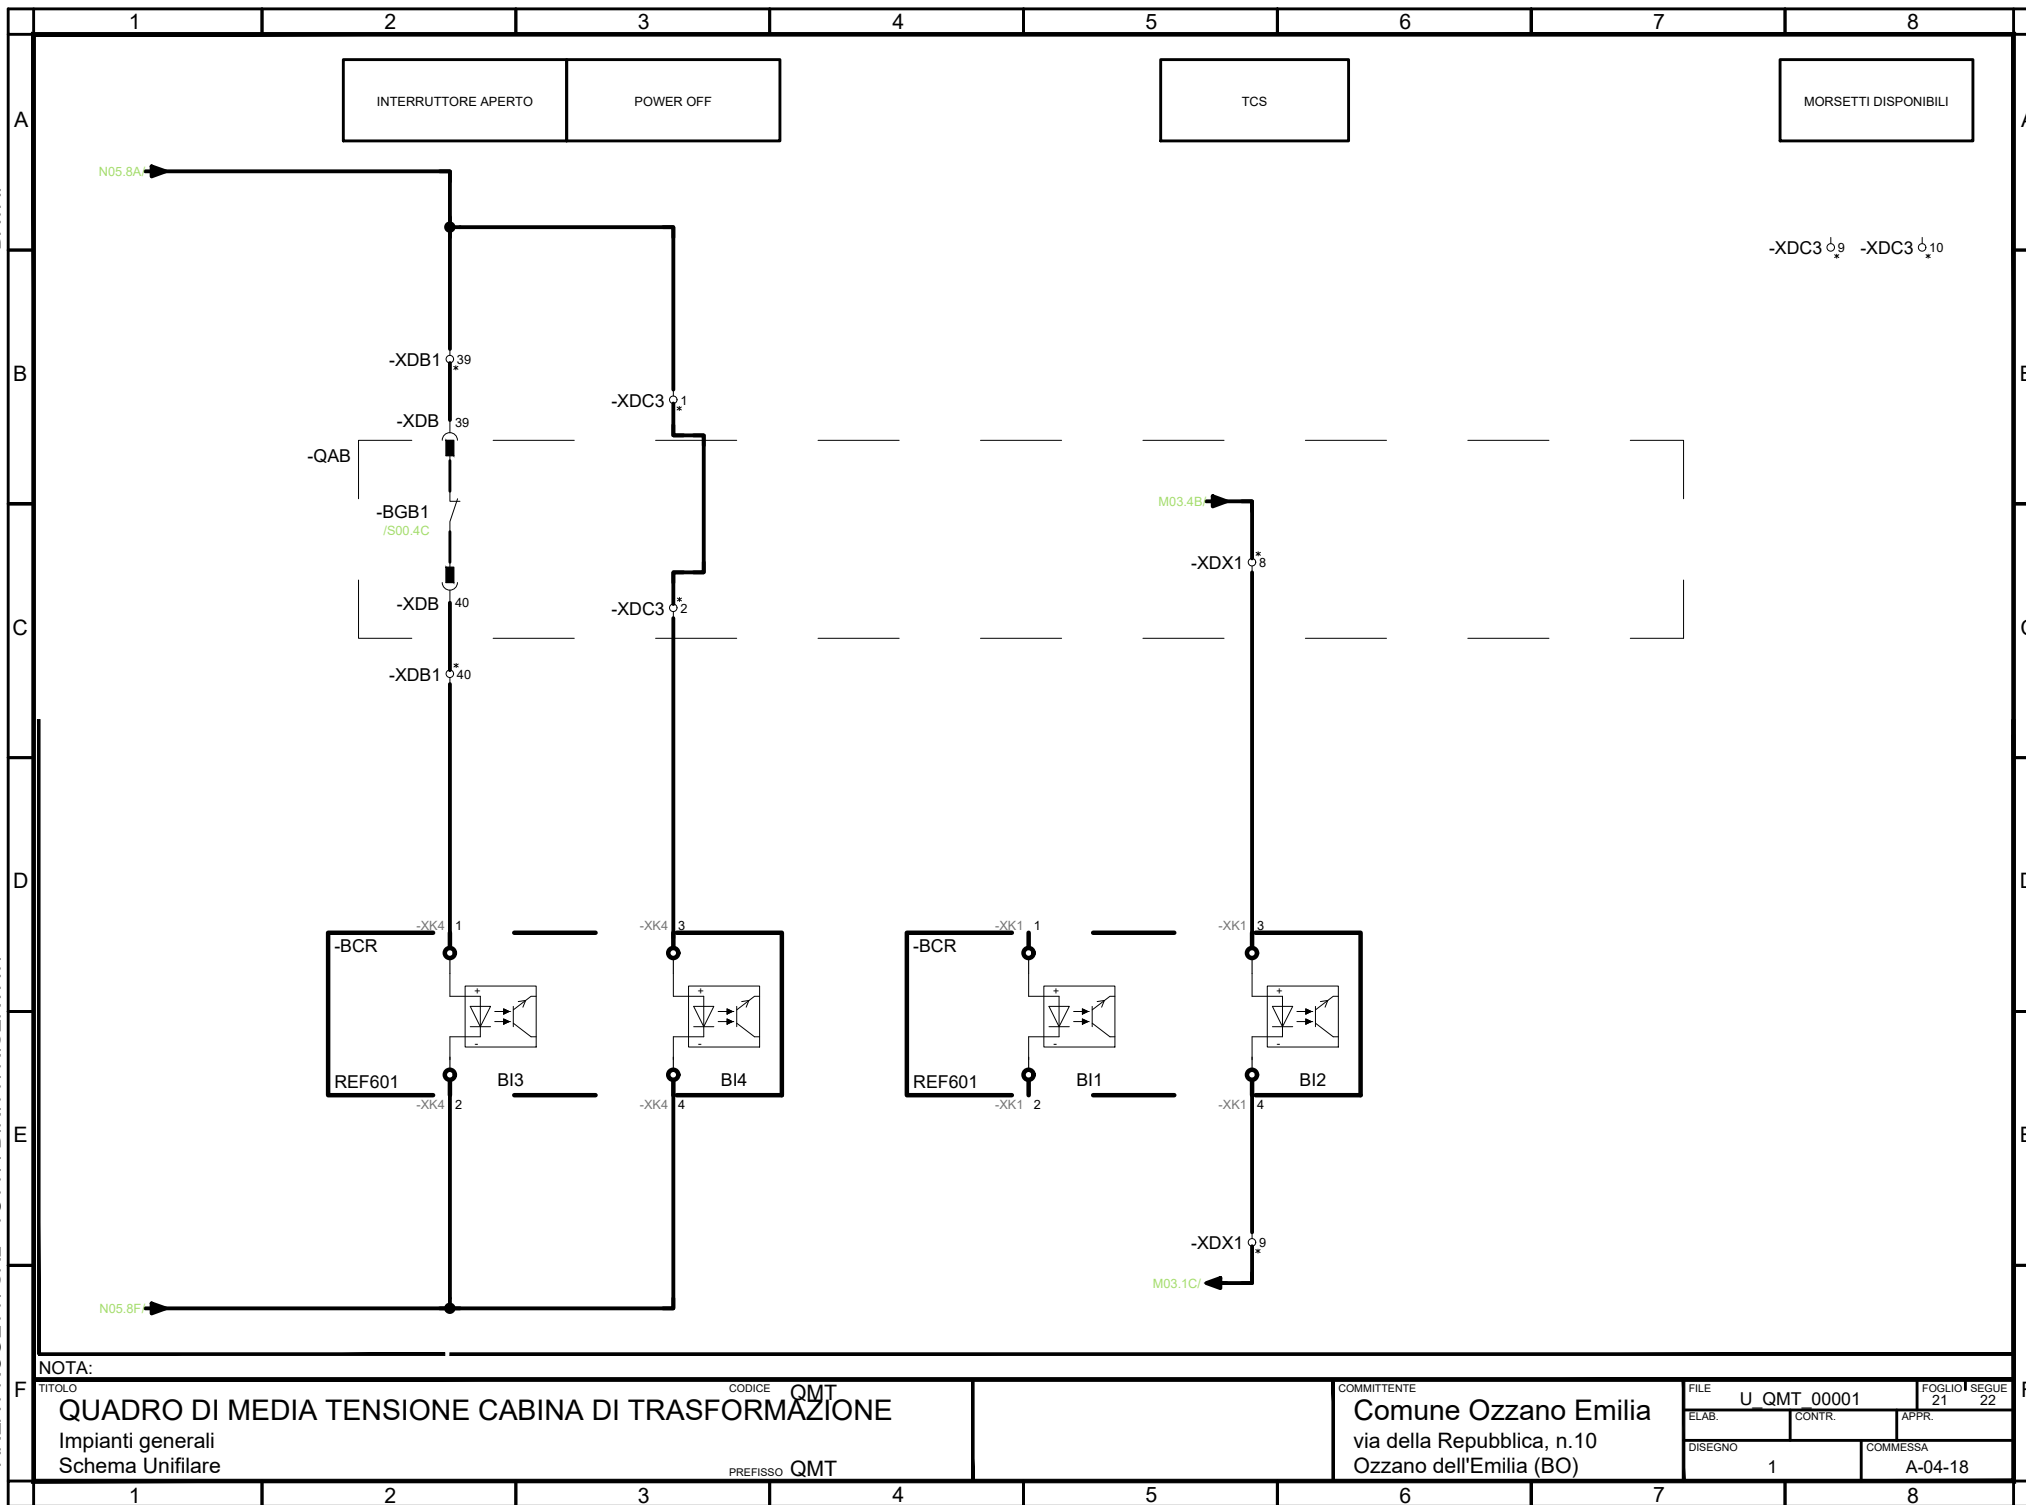 1 2 3 4 5 6 7 8
INTERRUTTORE APERTO POWER OFF TCS MORSETTI DISPONIBILI
A
N05.8A/
-XDC3 9 * -XDC3 10 *
-XDB1 39 *
B
-XDC3 1 *
-XDB 39
-QAB
M03.4B/
-BGB1
/S00.4C
-XDX1 * 8
-XDB 40
-XDC3 * 2
C
-XDB1 * 40
D
-XK4 1 -XK4 3 -XK1 1 -XK1 3
-BCR -BCR
+ + + +
- - - -
REF601 BI3 BI4 REF601 BI1 BI2
-XK4 2 -XK4 4 -XK1 2 -XK1 4
E
-XDX1 9 *
M03.1C/
N05.8F/
NOTA:
F
TITOLO
QUADRO DI MEDIA TENSIONE CABINA DI TRASFORMAZIONE
Impianti generali
Schema Unifilare
CODICE QMT
PREFISSO QMT
COMMITTENTE
Comune Ozzano Emilia
via della Repubblica, n.10
Ozzano dell'Emilia (BO)
FILE U_QMT_00001
FOGLIO 21 SEGUE 22
ELAB. CONTR. APPR.
DISEGNO 1
COMMESSA A-04-18
1 2 3 4 5 6 7 8